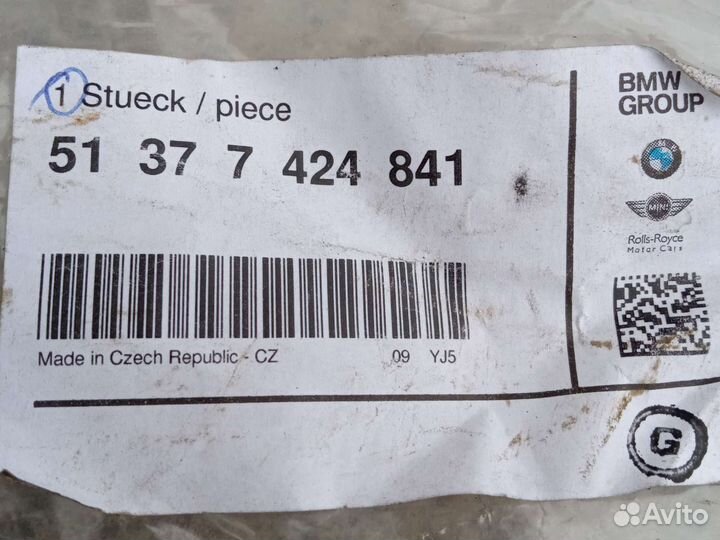 1 Stueck / piece
51 37 7 424 841
Made in Czech Republic - CZ
09 YJ5
BMW
GROUP
MINI
Rolls-Royce
Motor Cars
G
Avito